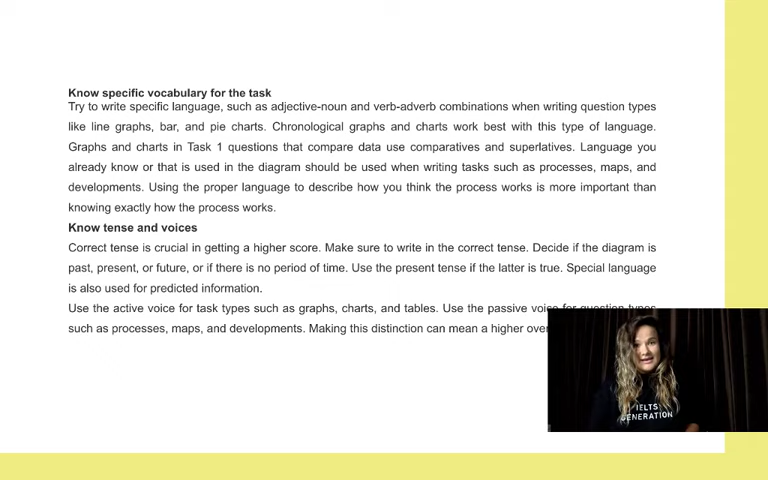 Know specific vocabulary for the task
Try to write specific language, such as adjective-noun and verb-adverb combinations when writing question types
like line graphs, bar, and pie charts. Chronological graphs and charts work best with this type of language.
Graphs and charts in Task 1 questions that compare data use comparatives and superlatives. Language you
already know or that is used in the diagram should be used when writing tasks such as processes, maps, and
developments. Using the proper language to describe how you think the process works is more important than
knowing exactly how the process works.
Know tense and voices
Correct tense is crucial in getting a higher score. Make sure to write in the correct tense. Decide if the diagram is
past, present, or future, or if there is no period of time. Use the present tense if the latter is true. Special language
is also used for predicted information.
Use the active voice for task types such as graphs, charts, and tables. Use the passive voice for question types
such as processes, maps, and developments. Making this distinction can mean a higher
IELTS
GENERATION